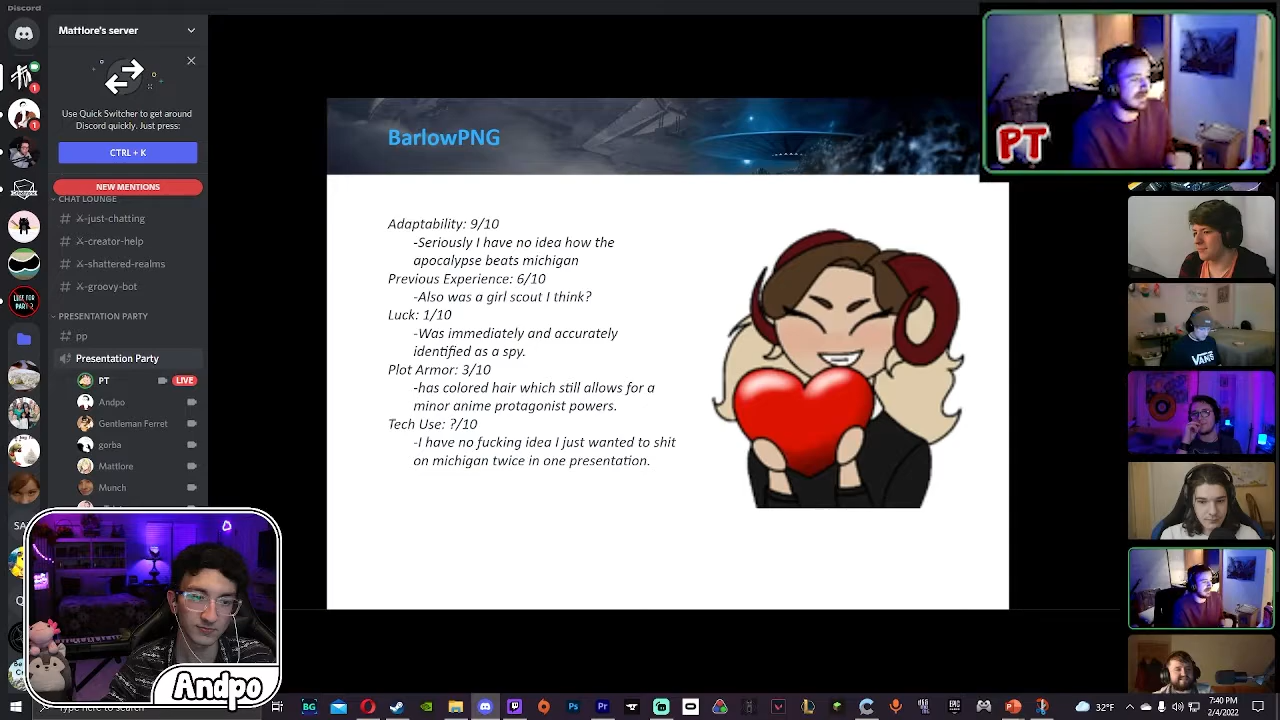 Discord
Mattlore's server
Use Quick Switcher to get around
Discord quickly. Just press:
CTRL + K
NEW MENTIONS
CHAT LOUNGE
just-chatting
creator-help
shattered-realms
groovy-bot
PRESENTATION PARTY
pp
Presentation Party
PT
LIVE
Andpo
Gentleman Ferret
gorba
Mattlore
Munch
BarlowPNG
Adaptability: 9/10
-Seriously I have no idea how the
apocalypse beats michigan
Previous Experience: 6/10
-Also was a girl scout I think?
Luck: 1/10
-Was immediately and accurately
identified as a spy.
Plot Armor: 3/10
-has colored hair which still allows for a
minor anime protagonist powers.
Tech Use: ?/10
-I have no fucking idea I just wanted to shit
on michigan twice in one presentation.
PT
VANS
Andpo
32°F
7:40 PM
2/4/2022